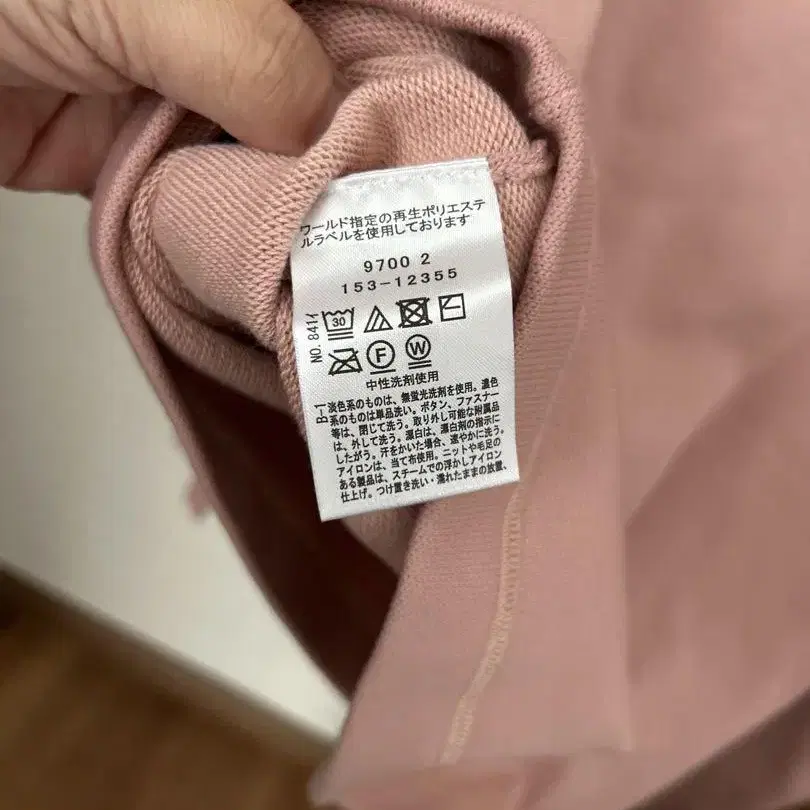 ワールド指定の再生ポリエステ
ルラベルを使用しております
9700 2
153-12355
NO. 841イ
30
F W
中性洗剤使用
B-1
淡色系のものは、無蛍光洗剤を使用。濃色
系のものは単品洗い。ボタン、ファスナー
等は、閉じて洗う。取り外し可能な附属品
は、外して洗う。漂白は、漂白剤の指示に
したがう。汗をかいた場合、速やかに洗う。
アイロンは、当て布使用。ニットや毛足の
ある製品は、スチームでの浮かしアイロン
仕上げ。つけ置き洗い・濡れたままの放置、